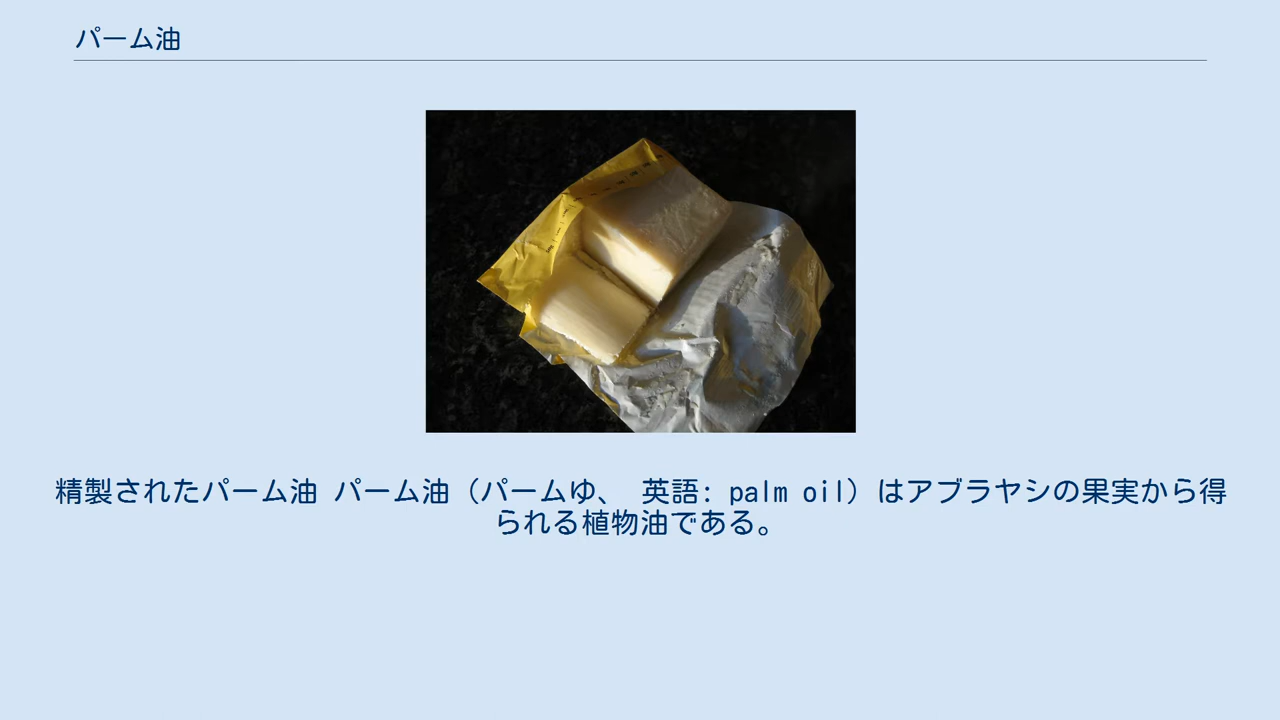 パーム油
精製されたパーム油 パーム油（パームゆ、 英語: palm oil）はアブラヤシの果実から得
られる植物油である。